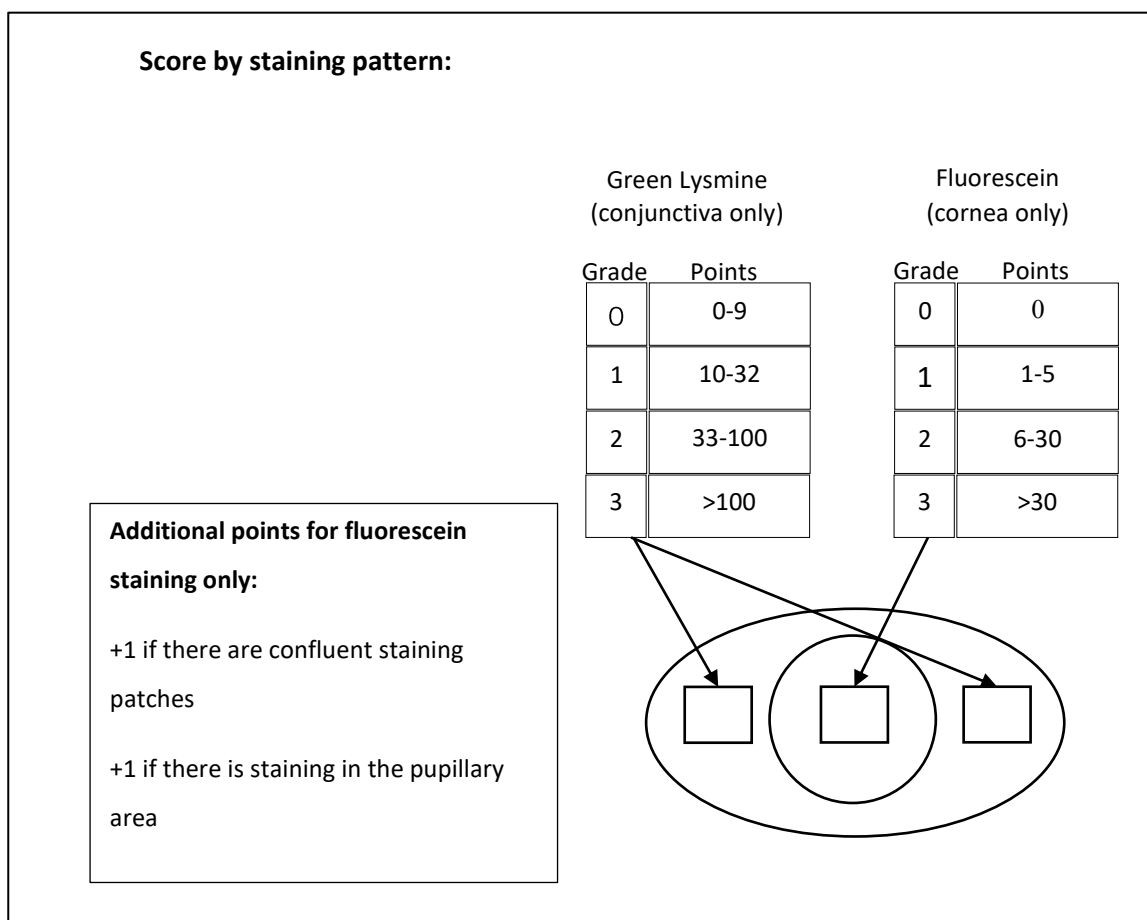 Score by staining pattern:
Green Lysmine
(conjunctiva only)
Grade Points
0 0-9
1 10-32
2 33-100
3 >100
Fluorescein
(cornea only)
Grade Points
0 0
1 1-5
2 6-30
3 >30
Additional points for fluorescein
staining only:
+1 if there are confluent staining
patches
+1 if there is staining in the pupillary
area